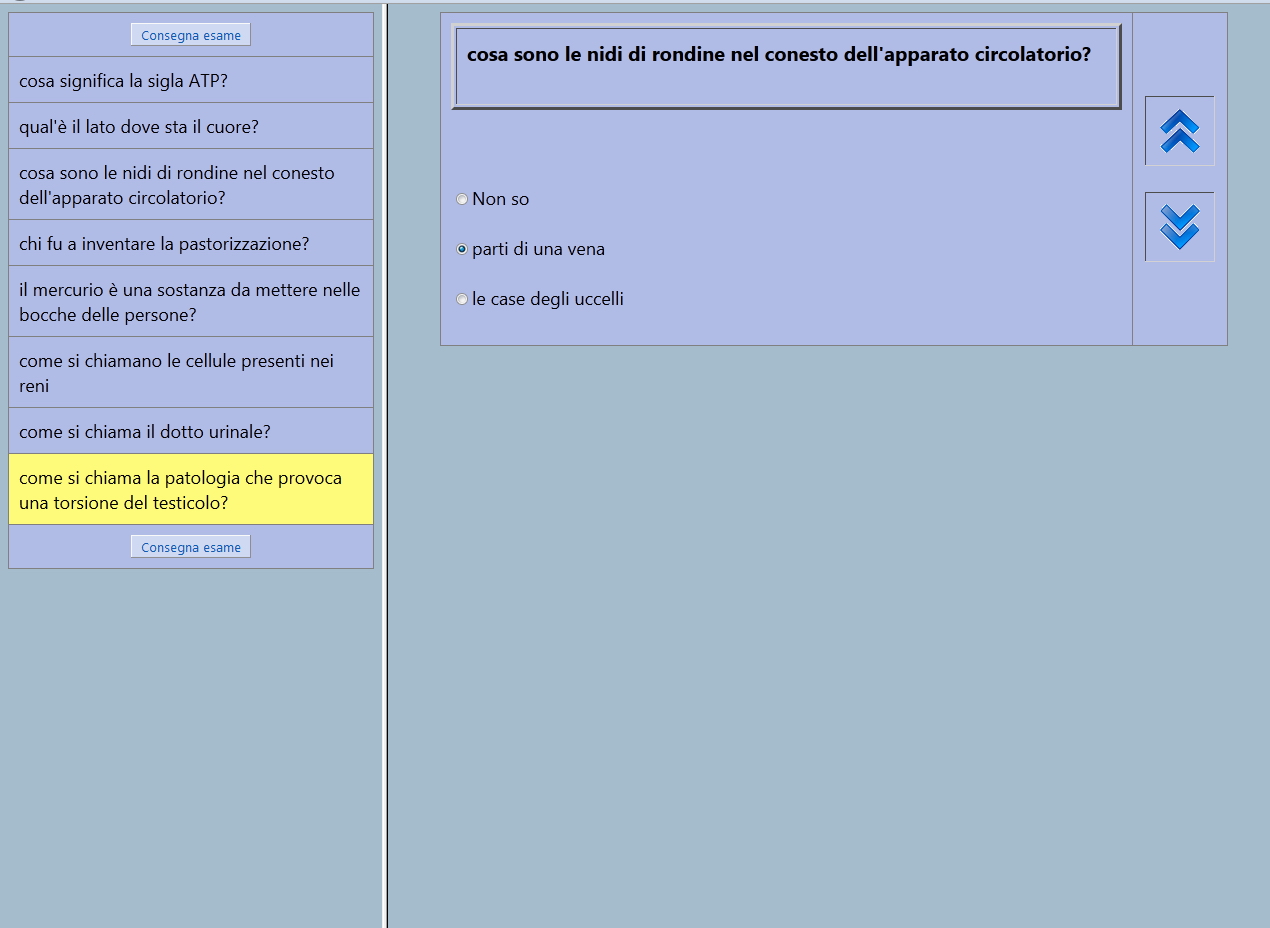 Consegna esame
cosa significa la sigla ATP?
qual'è il lato dove sta il cuore?
cosa sono le nidi di rondine nel conesto
dell'apparato circolatorio?
chi fu a inventare la pastorizzazione?
il mercurio è una sostanza da mettere nelle
bocche delle persone?
come si chiamano le cellule presenti nei
reni
come si chiama il dotto urinale?
come si chiama la patologia che provoca
una torsione del testicolo?
Consegna esame
cosa sono le nidi di rondine nel conesto dell'apparato circolatorio?
Non so
parti di una vena
le case degli uccelli